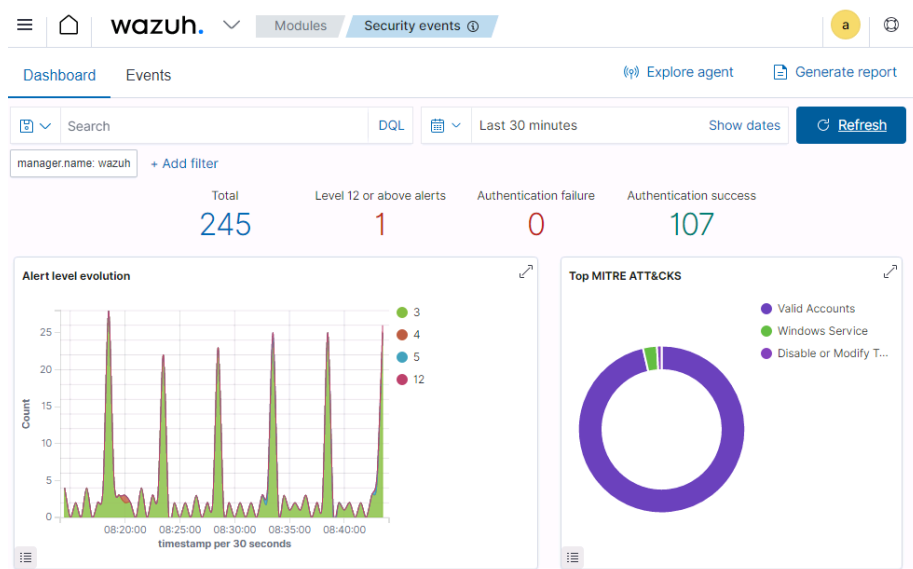 wazuh.
Modules
Security events
a
Dashboard
Events
Explore agent
Generate report
Search
DQL
Last 30 minutes
Show dates
Refresh
manager.name: wazuh
+ Add filter
Total
Level 12 or above alerts
Authentication failure
Authentication success
245
1
0
107
Alert level evolution
Count
25
20
15
10
5
0
08:20:00
08:25:00
08:30:00
08:35:00
08:40:00
timestamp per 30 seconds
3
4
5
12
Top MITRE ATT&CKS
Valid Accounts
Windows Service
Disable or Modify T...